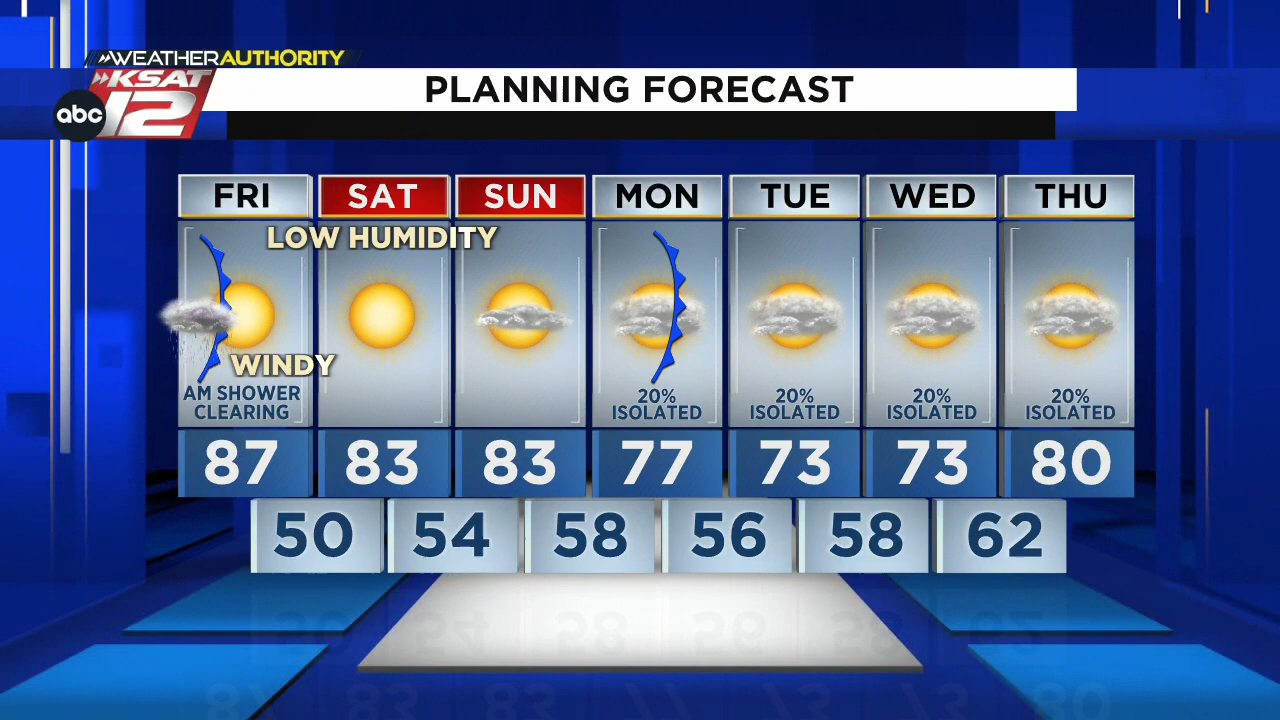 WEATHERAUTHORITY
KSAT
abc 12
PLANNING FORECAST
FRI SAT SUN MON TUE WED THU
LOW HUMIDITY
WINDY
AM SHOWER
CLEARING
20%
ISOLATED
20%
ISOLATED
20%
ISOLATED
20%
ISOLATED
87 83 83 77 73 73 80
50 54 58 56 58 62